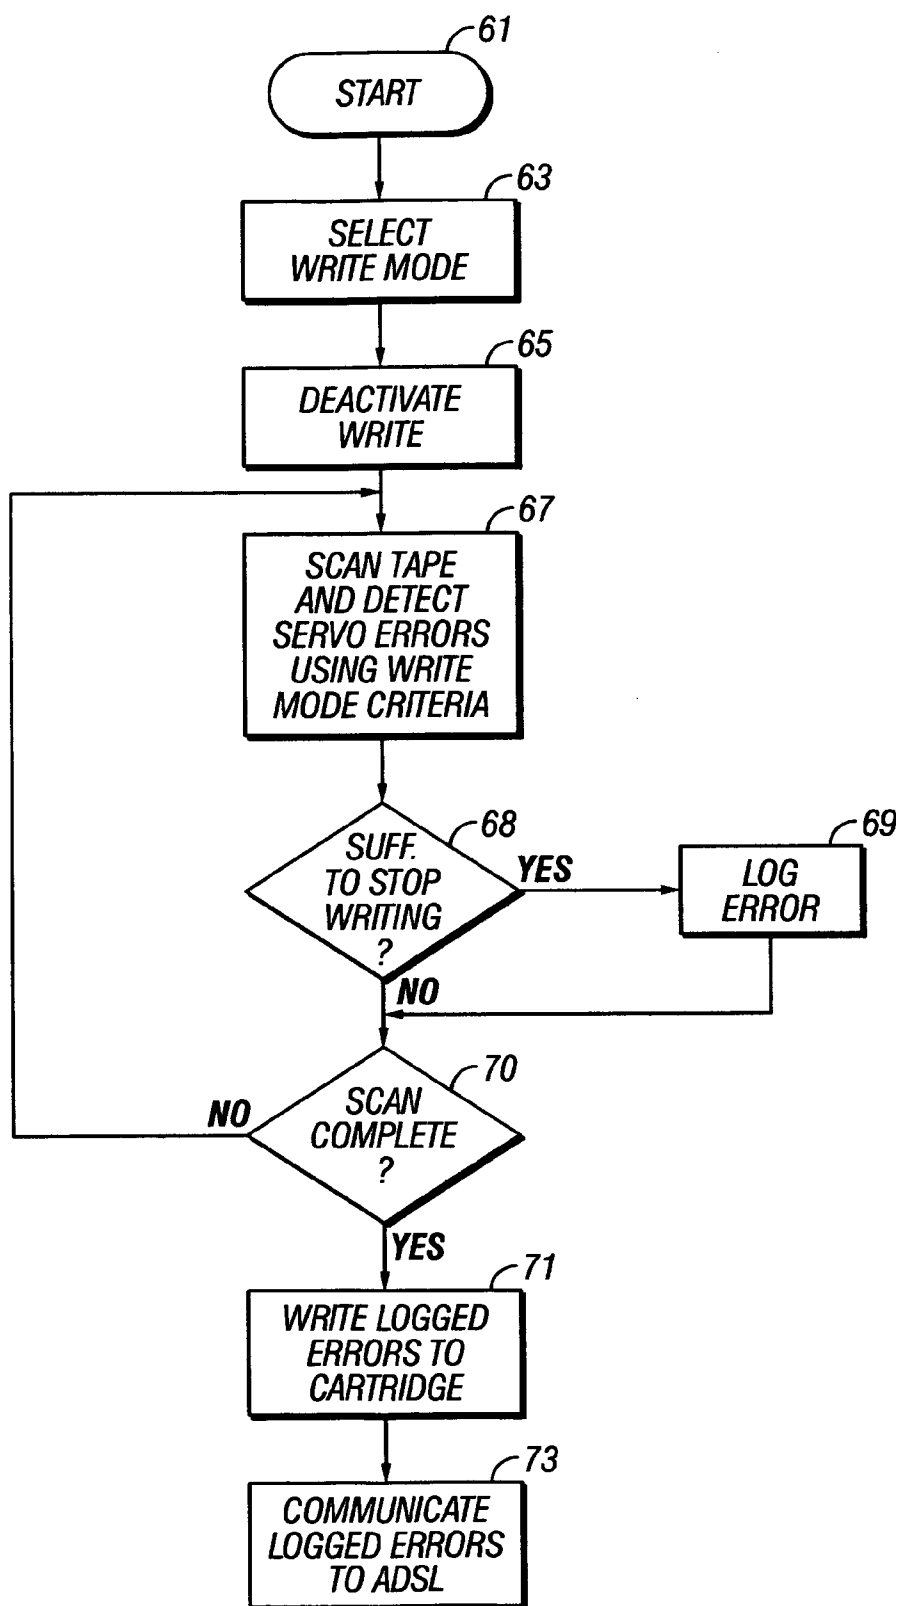 61
START
63
SELECT
WRITE MODE
65
DEACTIVATE
WRITE
67
SCAN TAPE
AND DETECT
SERVO ERRORS
USING WRITE
MODE CRITERIA
68
SUFF.
TO STOP
WRITING
?
YES
69
LOG
ERROR
NO
70
SCAN
COMPLETE
?
NO
YES
71
WRITE LOGGED
ERRORS TO
CARTRIDGE
73
COMMUNICATE
LOGGED ERRORS
TO ADSL